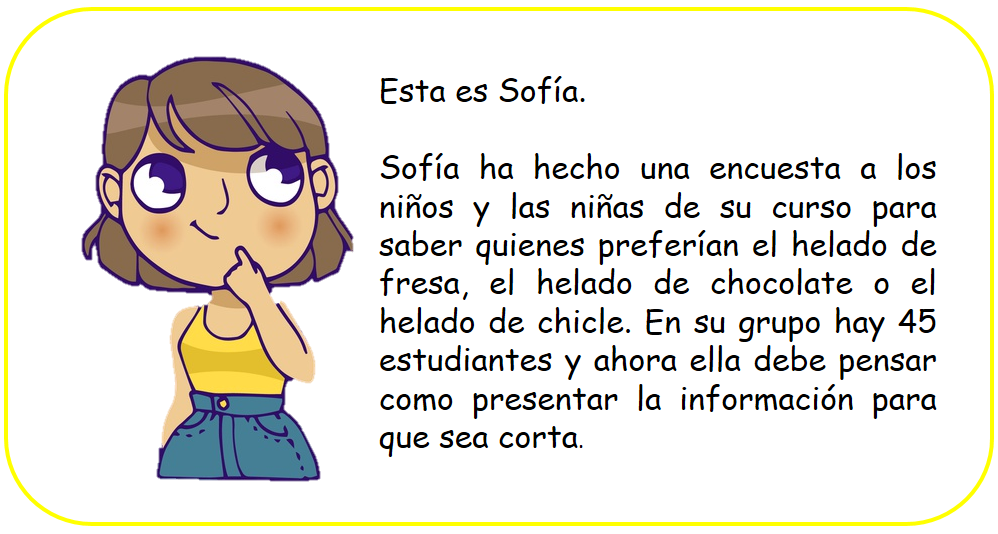 Esta es Sofía.
Sofía ha hecho una encuesta a los
niños y las niñas de su curso para
saber quienes preferían el helado de
fresa, el helado de chocolate o el
helado de chicle. En su grupo hay 45
estudiantes y ahora ella debe pensar
como presentar la información para
que sea corta.